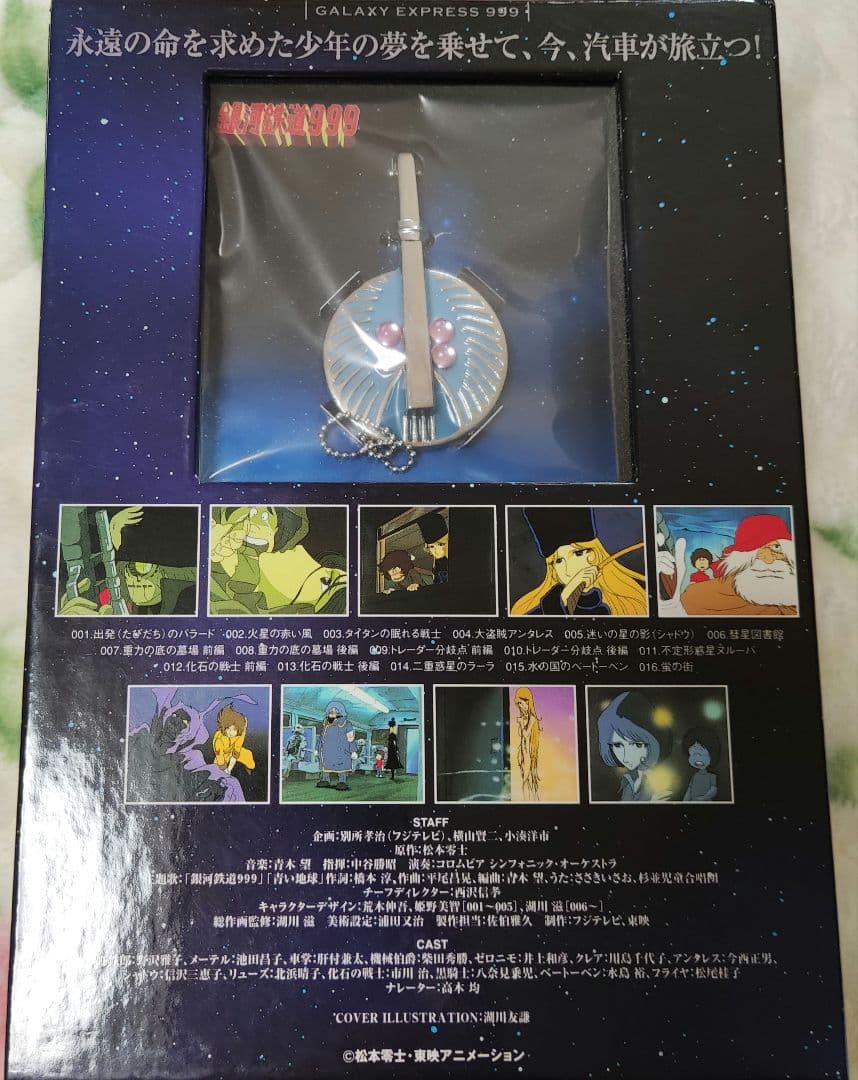 GALAXY EXPRESS 999
永遠の命を求めた少年の夢を乗せて、今、汽車が旅立つ!
銀河鉄道999
001.出発(たびだち)のバラード 002.火星の赤い風 003.タイタンの眠れる戦士 004.大盗賊アンタレス 005.迷いの星の影(シャドウ) 006.彗星図書館
007.重力の底の墓場 前編 008.重力の底の墓場 後編 009.トレーダー分岐点 前編 010.トレーダー分岐点 後編 011.不定形惑星ヌルーバ
012.化石の戦士 前編 013.化石の戦士 後編 014.二重惑星のラーラ 015.水の国のベートーベン 016.蛍の街
STAFF
企画:別所孝治(フジテレビ)、横山賢二、小湊洋市
原作:松本零士
音楽:青木 望 指揮:中谷勝昭 演奏:コロムビア シンフォニック・オーケストラ
題歌:「銀河鉄道999」「青い地球」作詞:橋本 淳、作曲:平尾昌晃、編曲:青木 望、うた:ささきいさお、杉並児童合唱団
チーフディレクター:西沢信孝
キャラクターデザイン:荒木伸吾、姫野美智[001〜005]、湖川 滋[006〜]
総作画監修:湖川 滋 美術設定:浦田又治 製作担当:佐伯雅久 制作:フジテレビ、東映
CAST
郎:野沢雅子、メーテル:池田昌子、車掌:肝付兼太、機械伯爵:柴田秀勝、ゼロニモ:井上和彦、クレア:川島千代子、アンタレス:今西正男、
シャドウ:信沢三恵子、リューズ:北浜晴子、化石の戦士:市川 治、黒騎士:八奈見乗児、ベートーベン:水島 裕、フライヤ:松尾佳子
ナレーター:高木 均
COVER ILLUSTRATION:湖川友謙
©松本零士・東映アニメーション